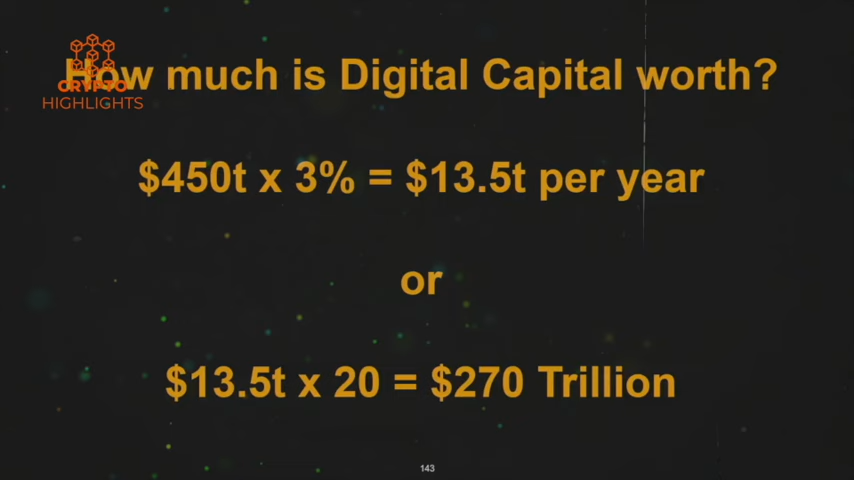 How much is Digital Capital worth?
CRYPTO
HIGHLIGHTS
$450t x 3% = $13.5t per year
or
$13.5t x 20 = $270 Trillion
143